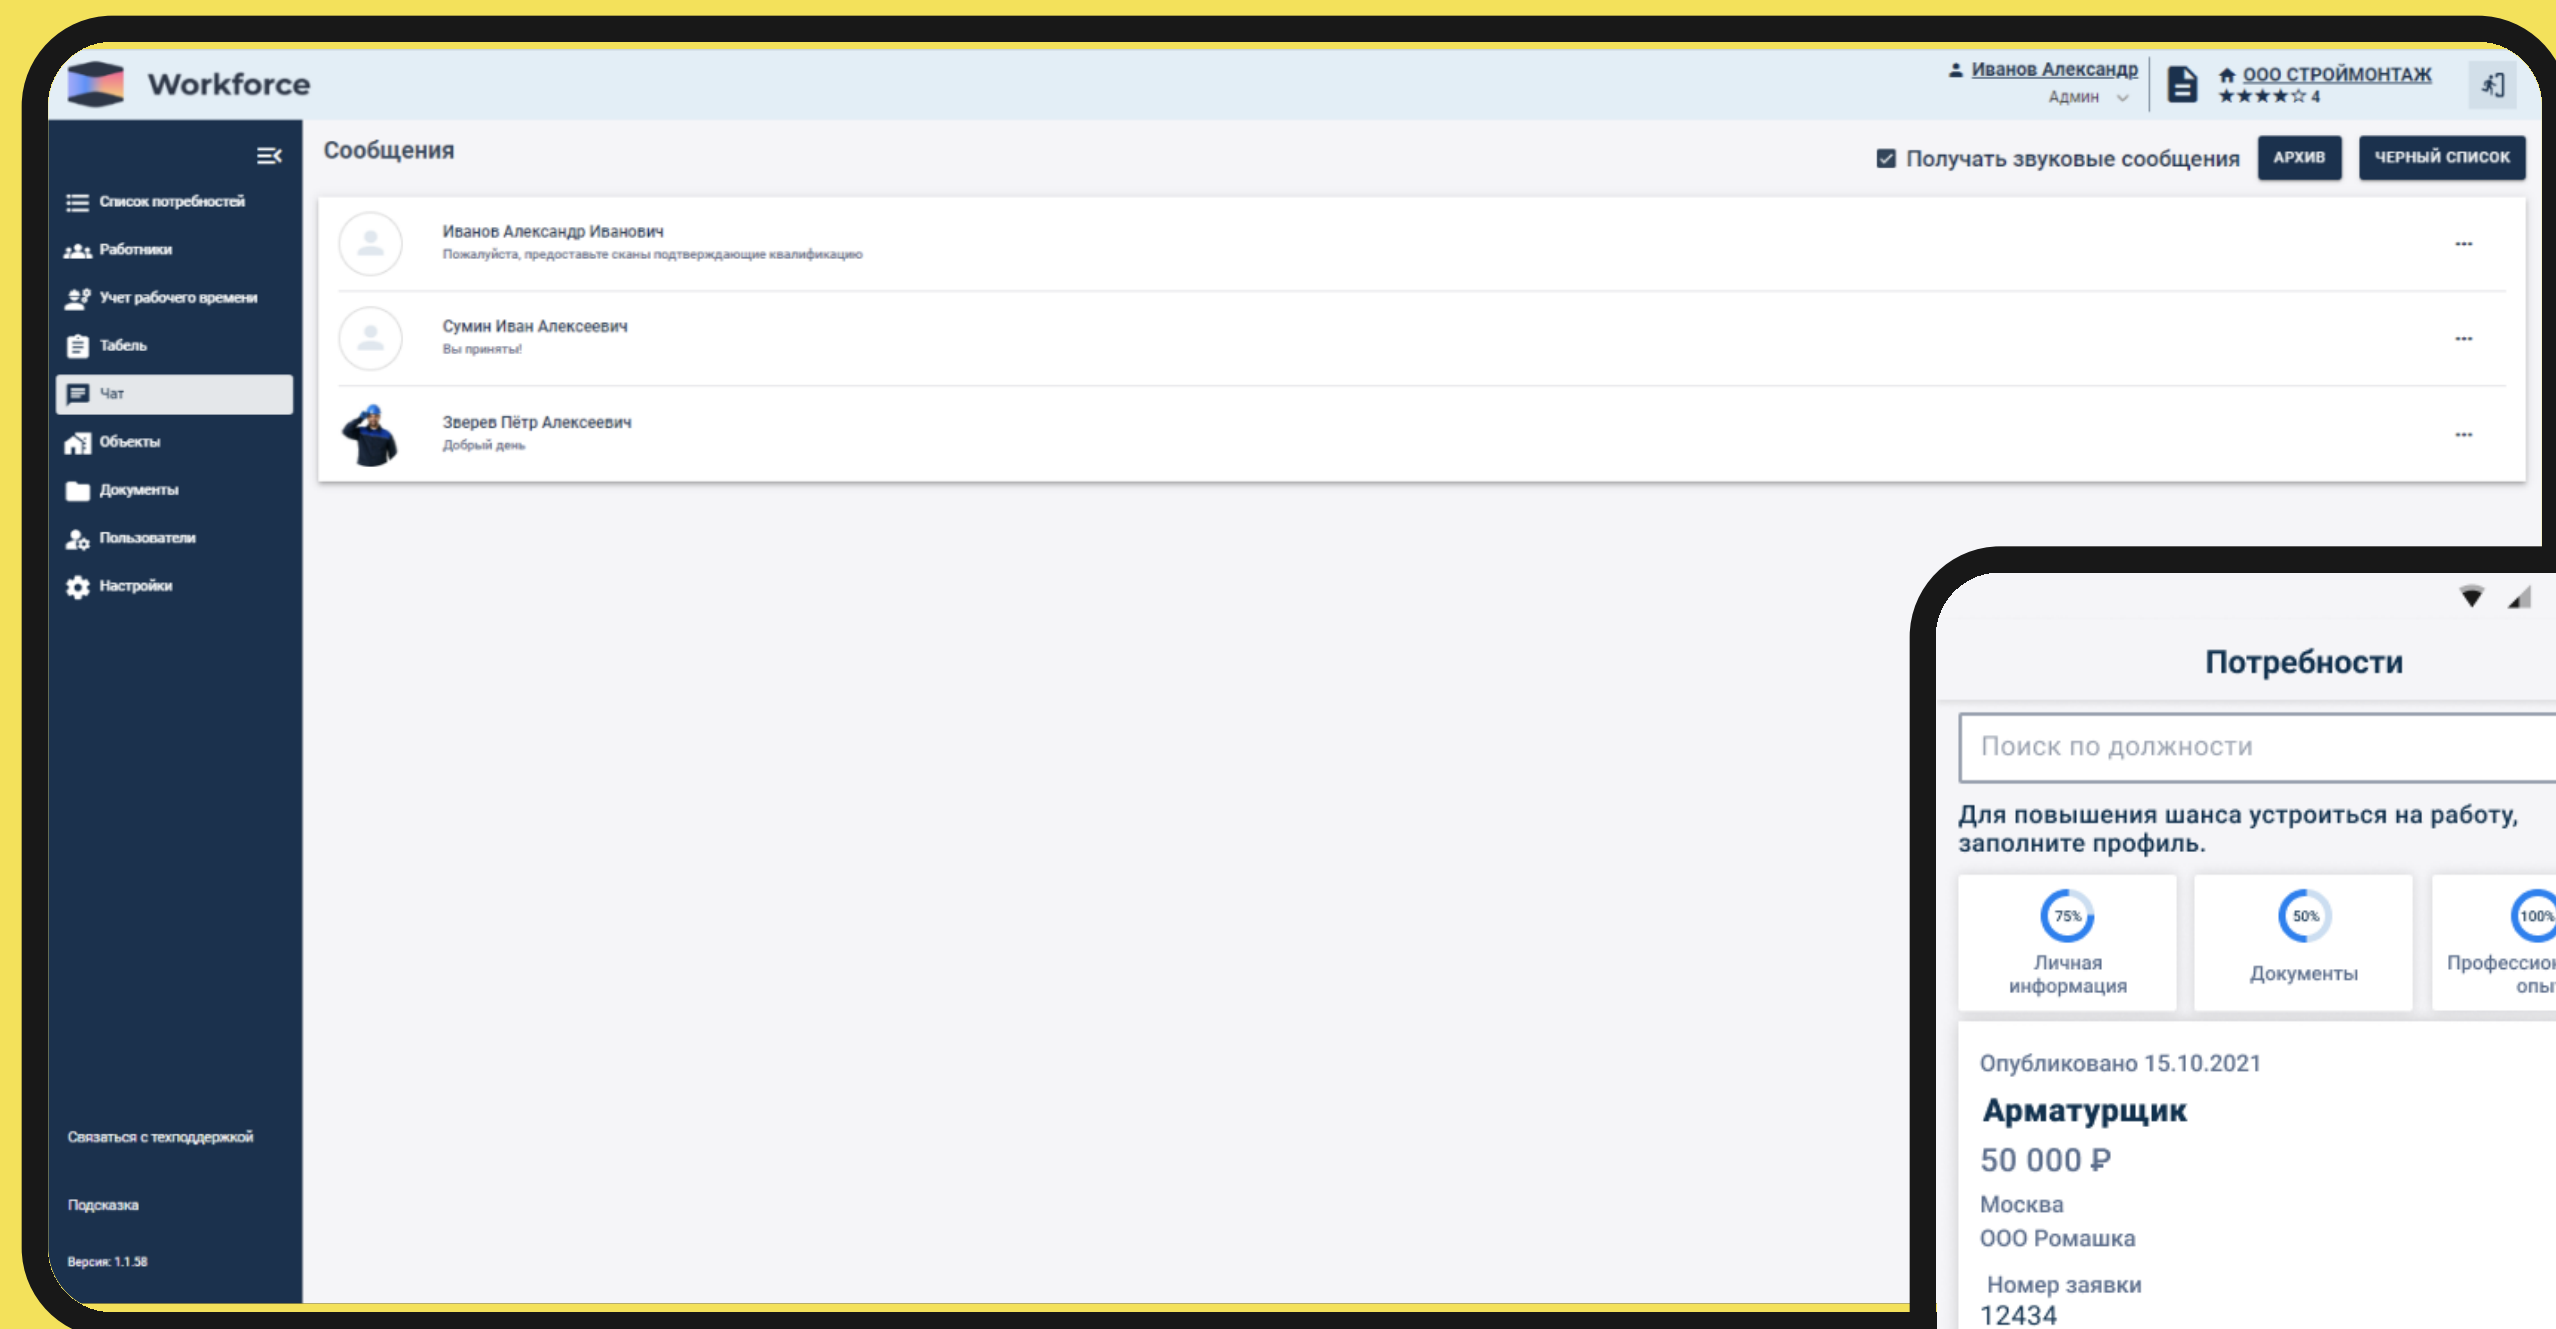 Workforce
Иванов Александр
Админ
ООО СТРОЙМОНТАЖ
★★★★☆ 4
Список потребностей
Работники
Учет рабочего времени
Табель
Чат
Объекты
Документы
Пользователи
Настройки
Связаться с техподдержкой
Подсказка
Версия: 1.1.58
Сообщения
Получать звуковые сообщения
АРХИВ
ЧЕРНЫЙ СПИСОК
Иванов Александр Иванович
Пожалуйста, предоставьте сканы подтверждающие квалификацию
Сумин Иван Алексеевич
Вы приняты!
Зверев Пётр Алексеевич
Добрый день
Потребности
Поиск по должности
Для повышения шанса устроиться на работу,
заполните профиль.
75%
Личная
информация
50%
Документы
100%
Опубликовано 15.10.2021
Арматурщик
50 000 ₽
Москва
ООО Ромашка
Номер заявки
12434